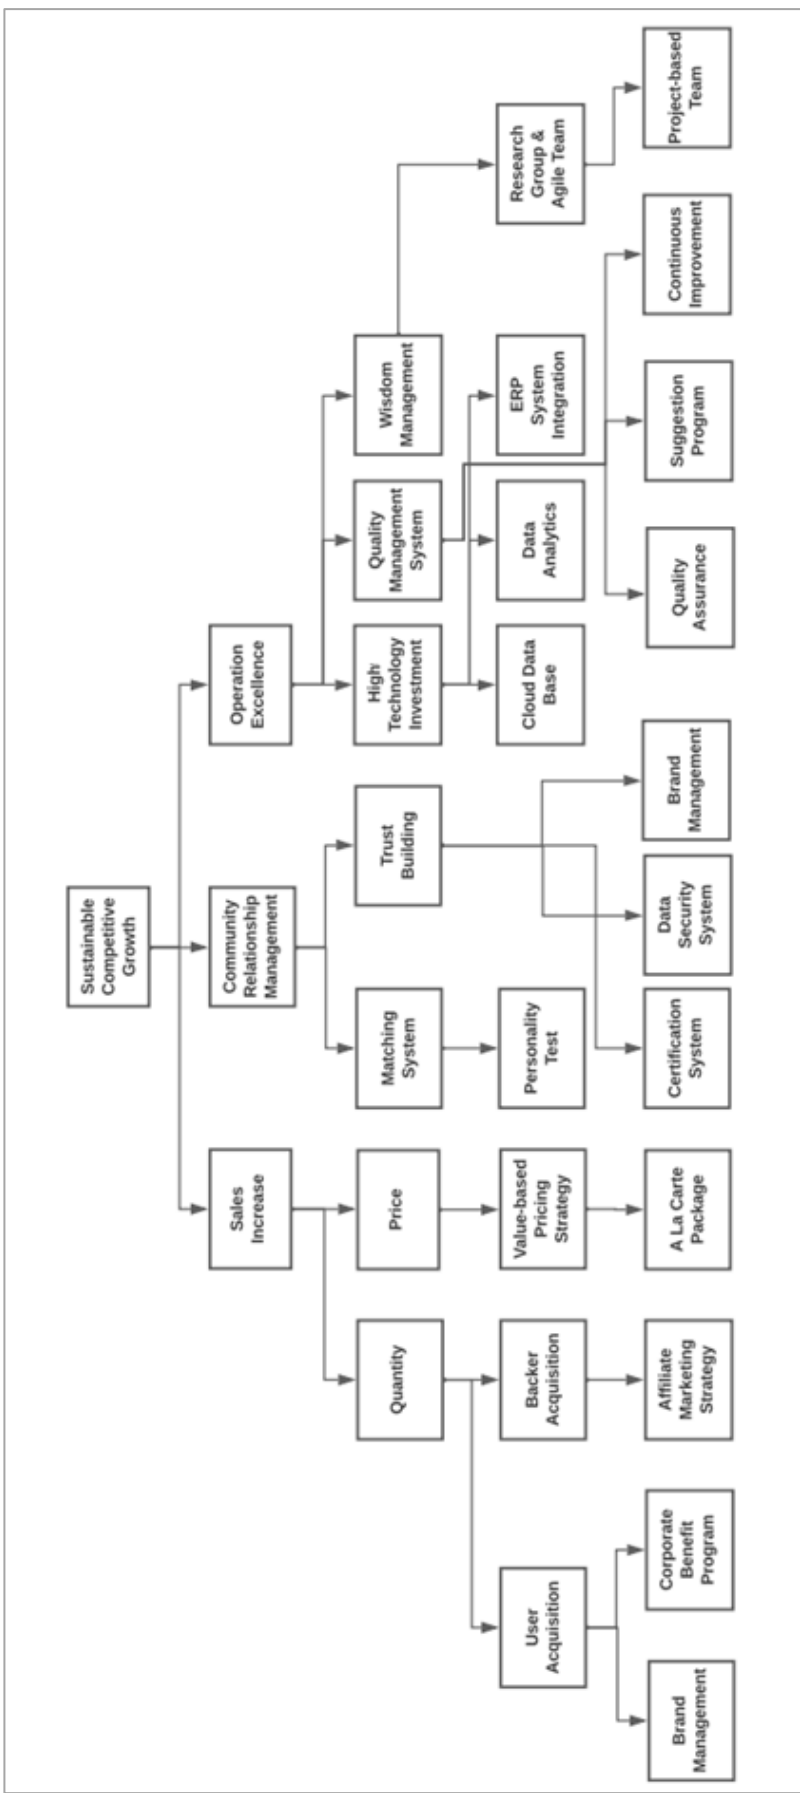 Sustainable
Competitive
Growth
Sales
Increase
Community
Relationship
Management
Operation
Excellence
Quantity
Price
Matching
System
Trust
Building
High
Technology
Investment
Quality
Management
System
Wisdom
Management
User
Acquisition
Backer
Acquisition
Value-based
Pricing
Strategy
Personality
Test
Cloud Data
Base
Data
Analytics
ERP
System
Integration
Research
Group &
Agile Team
Brand
Management
Corporate
Benefit
Program
Affiliate
Marketing
Strategy
A La Carte
Package
Certification
System
Data
Security
System
Brand
Management
Quality
Assurance
Suggestion
Program
Continuous
Improvement
Project-based
Team